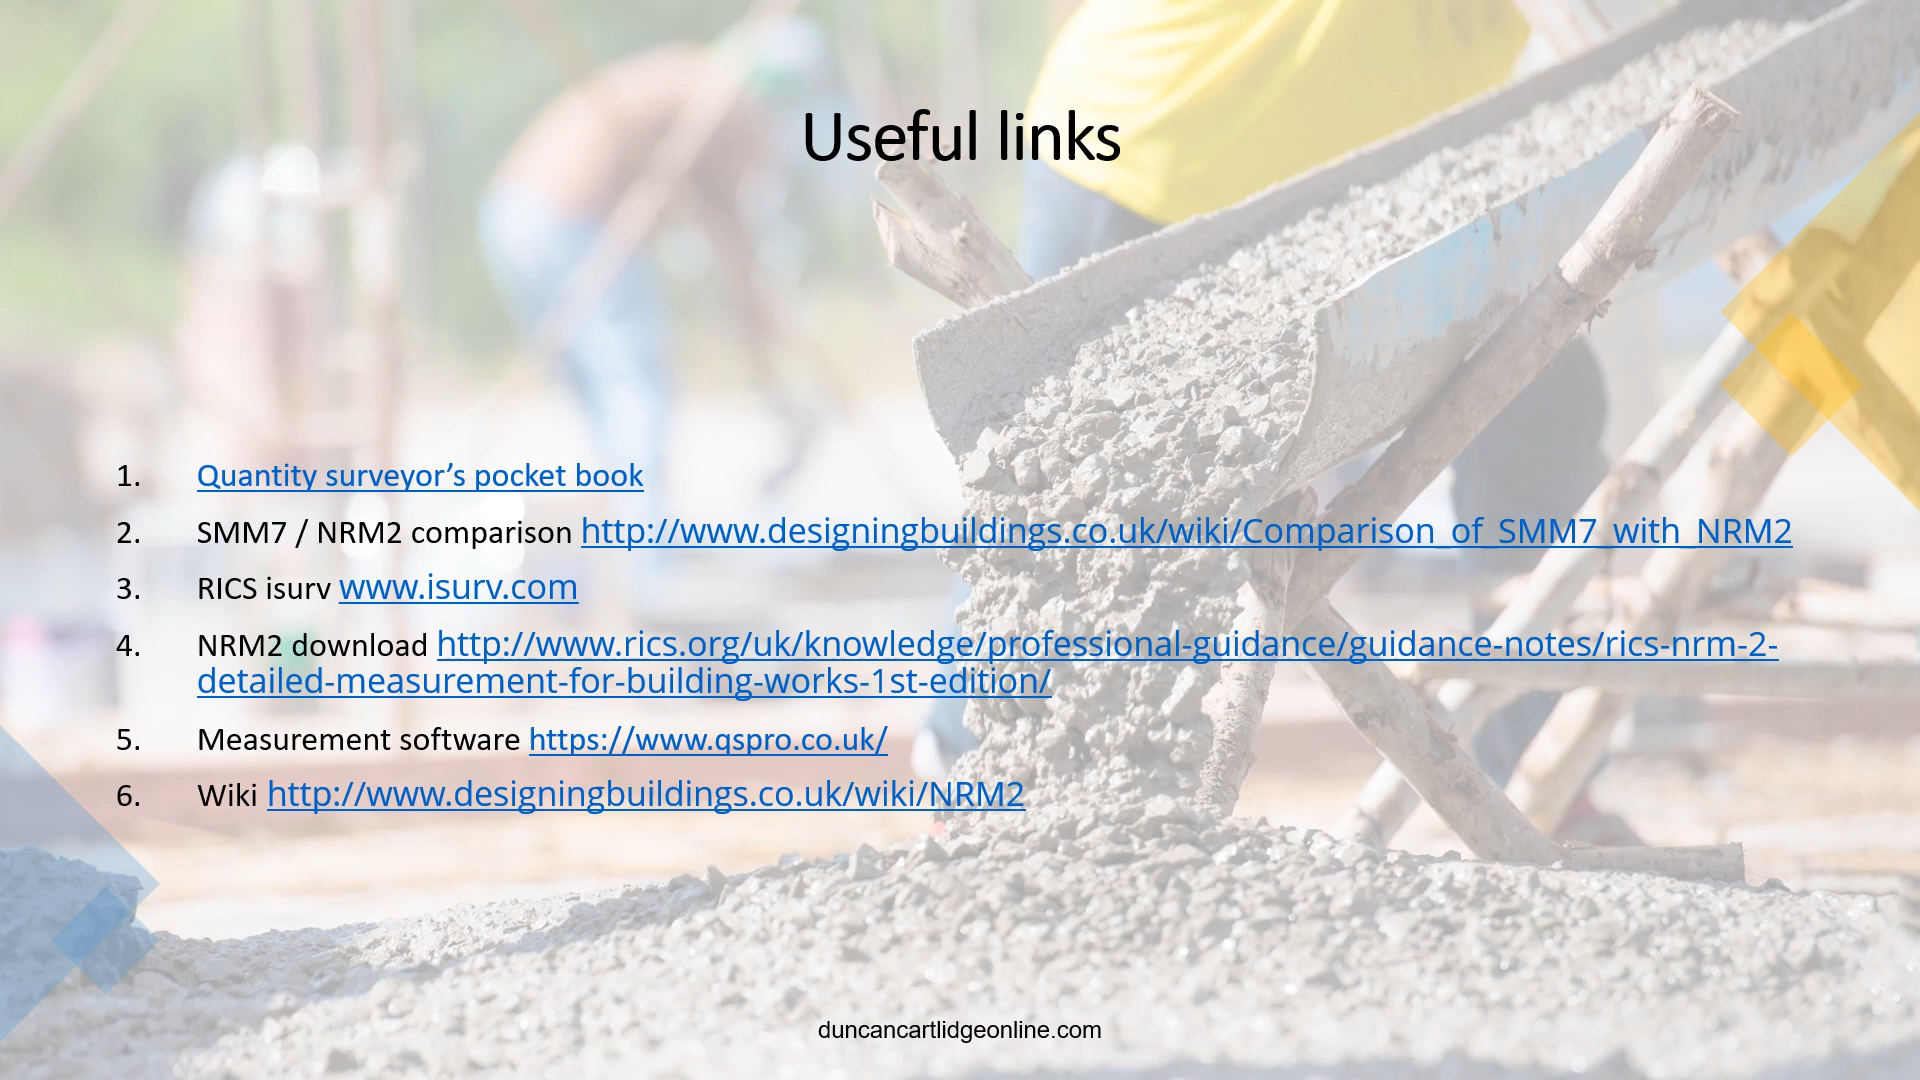 Useful links
1. Quantity surveyor’s pocket book
2. SMM7 / NRM2 comparison http://www.designingbuildings.co.uk/wiki/Comparison_of_SMM7_with_NRM2
3. RICS isurv www.isurv.com
4. NRM2 download http://www.rics.org/uk/knowledge/professional-guidance/guidance-notes/rics-nrm-2-
detailed-measurement-for-building-works-1st-edition/
5. Measurement software https://www.qspro.co.uk/
6. Wiki http://www.designingbuildings.co.uk/wiki/NRM2
duncancartlidgeonline.com